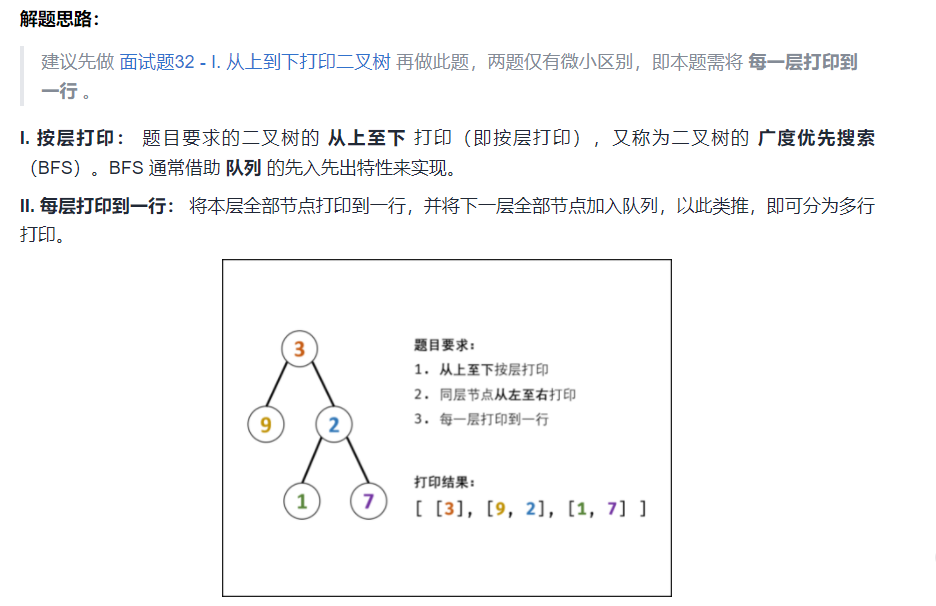 解题思路：
建议先做 面试题32 - I. 从上到下打印二叉树 再做此题，两题仅有微小区别，即本题需将 每一层打印到
一行 。
I. 按层打印： 题目要求的二叉树的 从上至下 打印（即按层打印），又称为二叉树的 广度优先搜索
（BFS）。BFS 通常借助 队列 的先入先出特性来实现。
II. 每层打印到一行： 将本层全部节点打印到一行，并将下一层全部节点加入队列，以此类推，即可分为多行
打印。
3
9
2
1
7
题目要求：
1. 从上至下按层打印
2. 同层节点从左至右打印
3. 每一层打印到一行
打印结果：
[ [3], [9, 2], [1, 7] ]